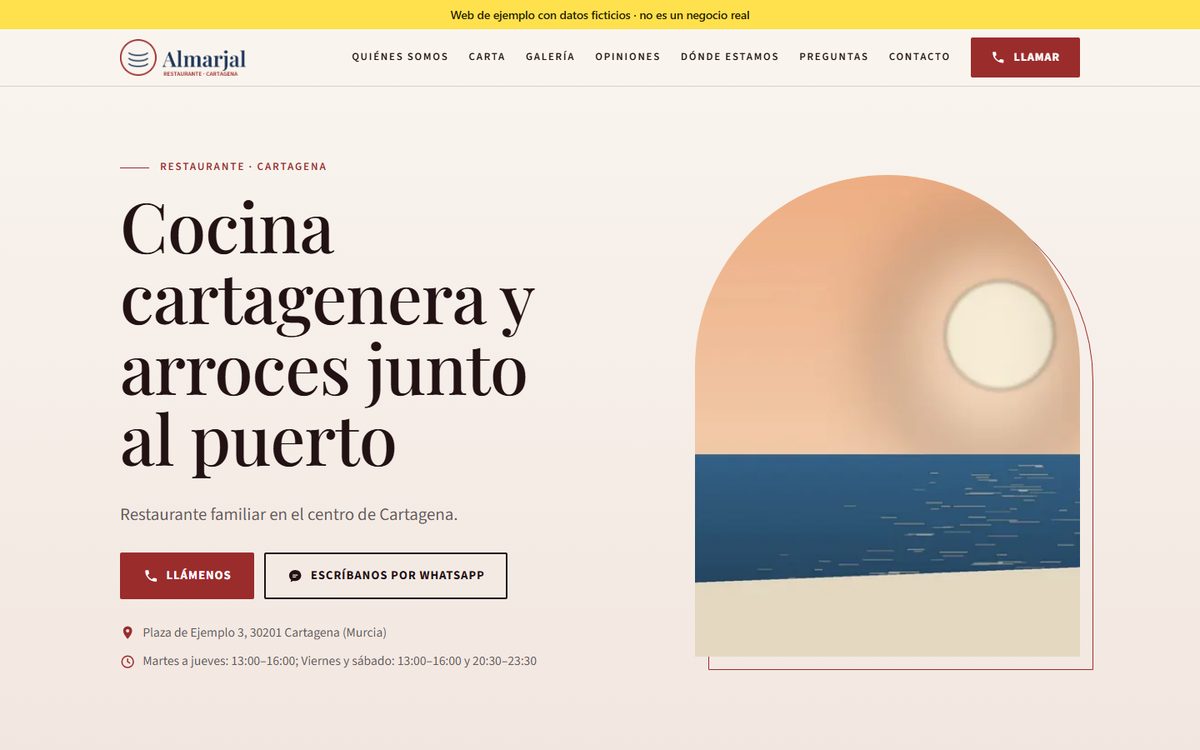 Web de ejemplo con datos ficticios · no es un negocio real
Almarjal
RESTAURANTE · CARTAGENA
QUIÉNES SOMOS CARTA GALERÍA OPINIONES DÓNDE ESTAMOS PREGUNTAS CONTACTO LLAMAR
RESTAURANTE · CARTAGENA
Cocina
cartagenera y
arroces junto
al puerto
Restaurante familiar en el centro de Cartagena.
LLÁMENOS ESCRÍBANOS POR WHATSAPP
Plaza de Ejemplo 3, 30201 Cartagena (Murcia)
Martes a jueves: 13:00–16:00; Viernes y sábado: 13:00–16:00 y 20:30–23:30